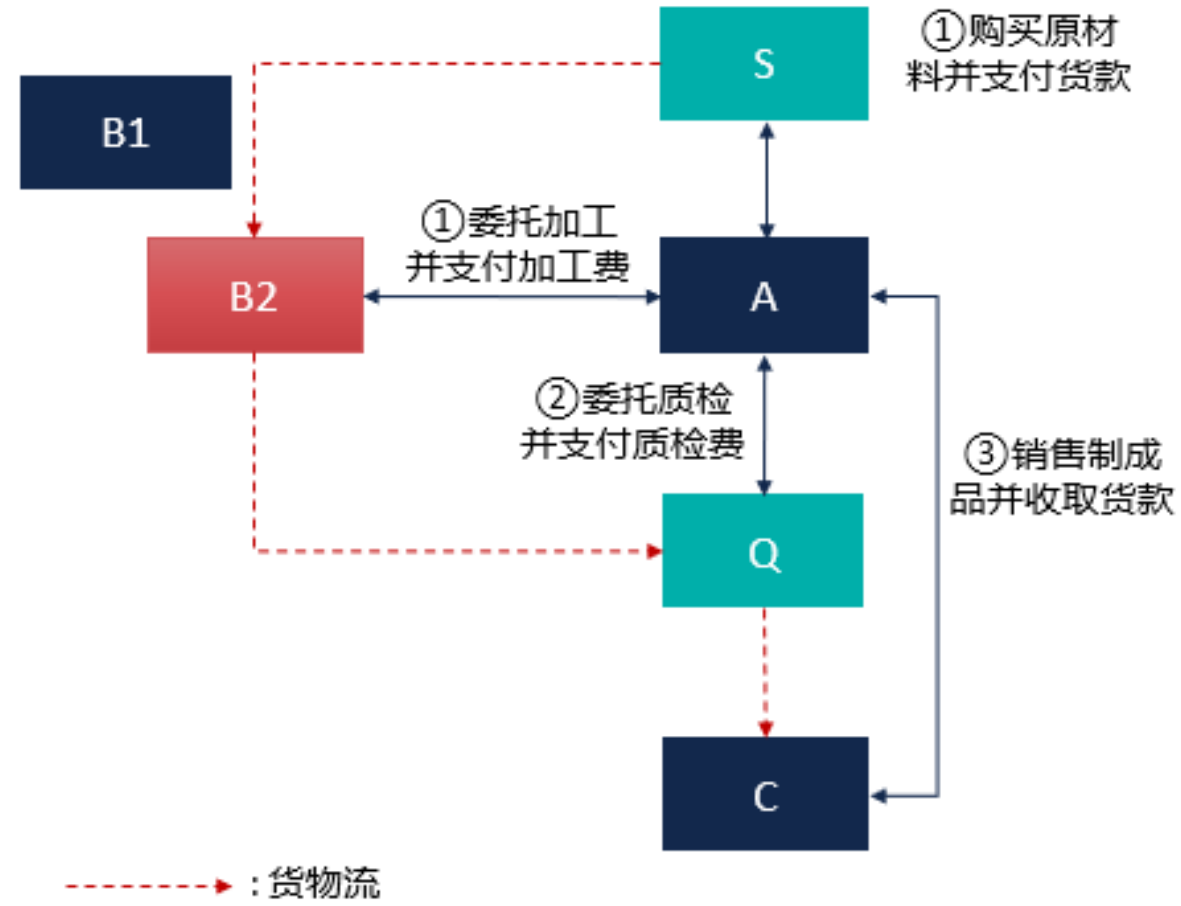 ①购买原材
料并支付货款
S
B1
①委托加工
并支付加工费
B2
A
②委托质检
并支付质检费
③销售制成
品并收取货款
Q
C
: 货物流